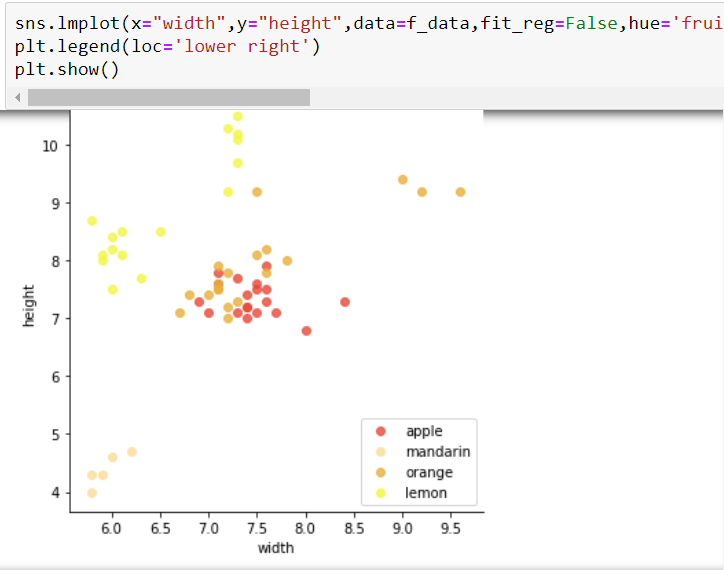 sns.lmplot(x="width",y="height",data=f_data,fit_reg=False,hue='frui
plt.legend(loc='lower right')
plt.show()
10
9
8
7
6
5
4
height
apple
mandarin
orange
lemon
6.0 6.5 7.0 7.5 8.0 8.5 9.0 9.5
width